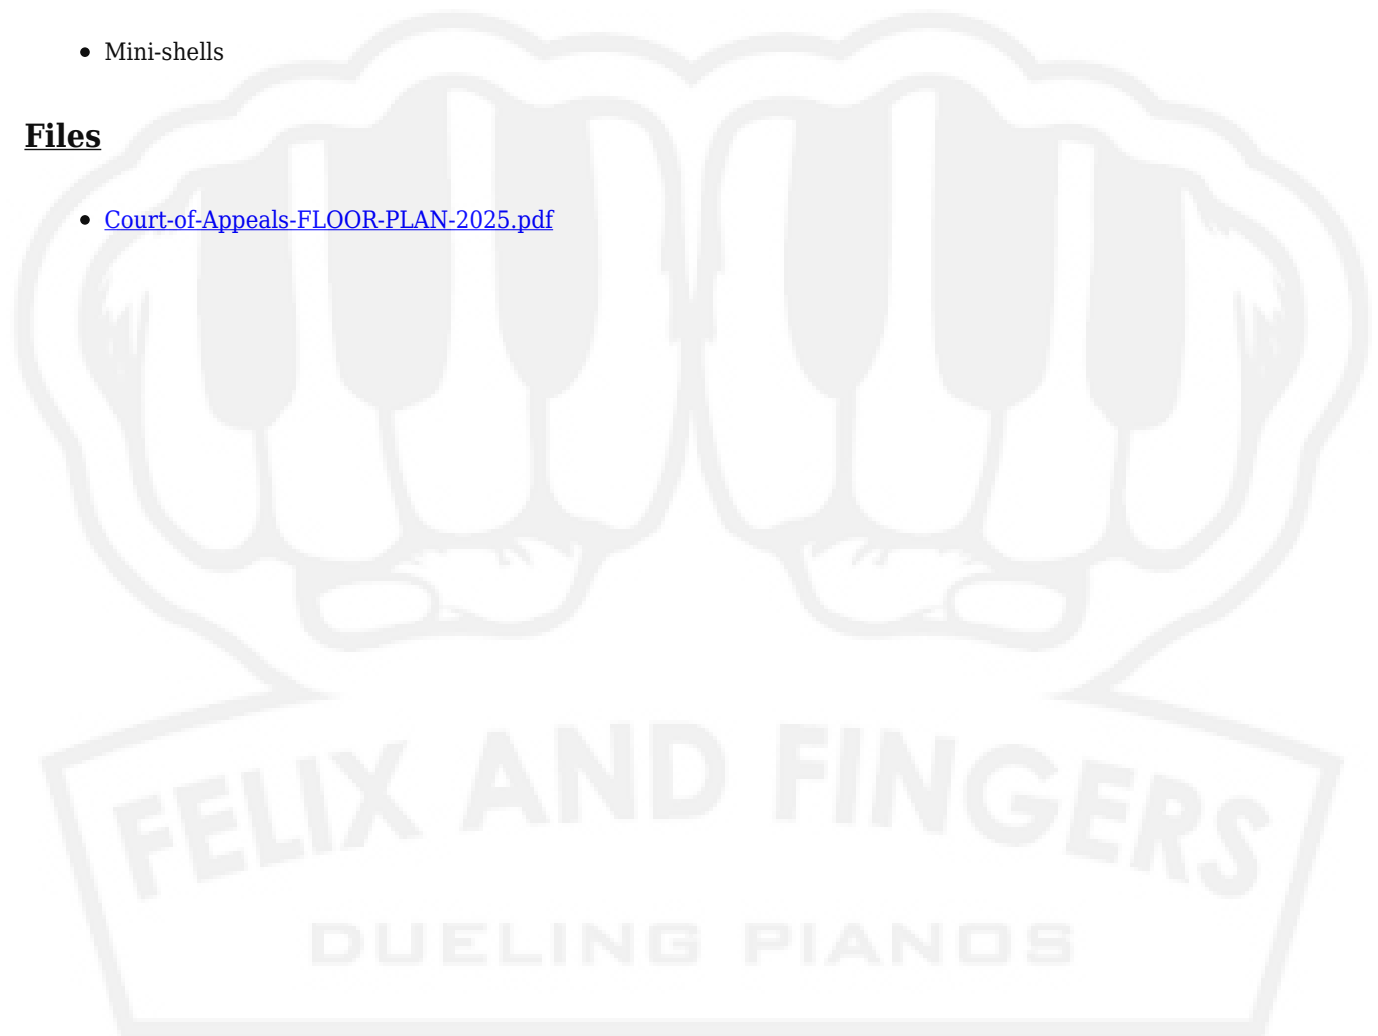 Mini-shells
Files
Court-of-Appeals-FLOOR-PLAN-2025.pdf
FELIX AND FINGERS
DUELING PIANOS